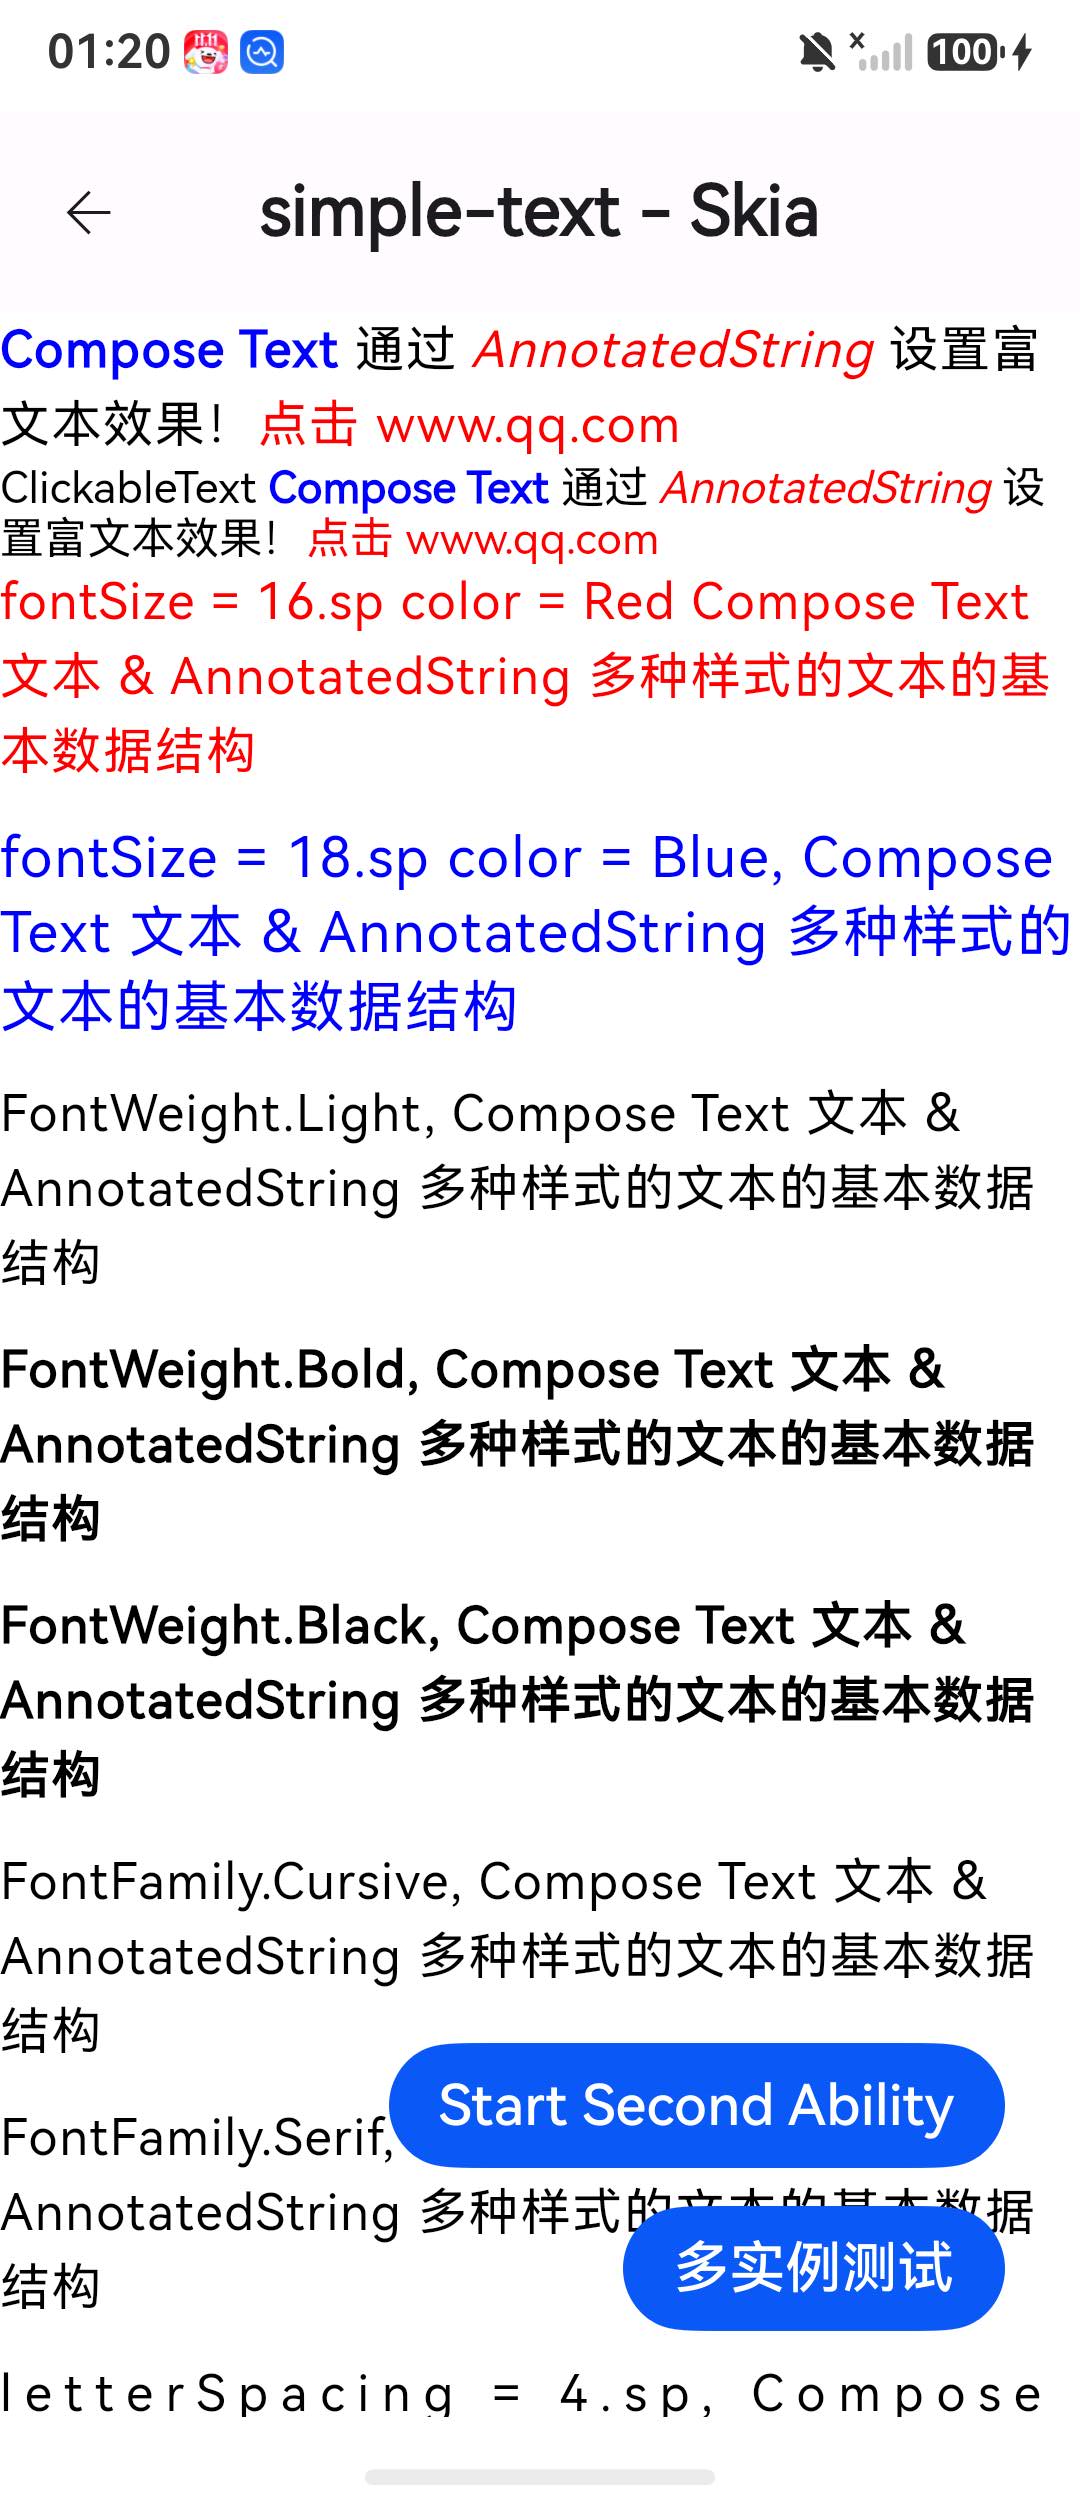 01:20
100
simple-text - Skia
Compose Text 通过 AnnotatedString 设置富
文本效果！ 点击 www.qq.com
ClickableText Compose Text 通过 AnnotatedString 设
置富文本效果！ 点击 www.qq.com
fontSize = 16.sp color = Red Compose Text
文本 & AnnotatedString 多种样式的文本的基
本数据结构
fontSize = 18.sp color = Blue, Compose
Text 文本 & AnnotatedString 多种样式的
文本的基本数据结构
FontWeight.Light, Compose Text 文本 &
AnnotatedString 多种样式的文本的基本数据
结构
FontWeight.Bold, Compose Text 文本 &
AnnotatedString 多种样式的文本的基本数据
结构
FontWeight.Black, Compose Text 文本 &
AnnotatedString 多种样式的文本的基本数据
结构
FontFamily.Cursive, Compose Text 文本 &
AnnotatedString 多种样式的文本的基本数据
结构
Start Second Ability
FontFamily.Serif,
AnnotatedString 多种样式的文本的基本数据
多实例测试
结构
letterSpacing = 4.sp, Compose